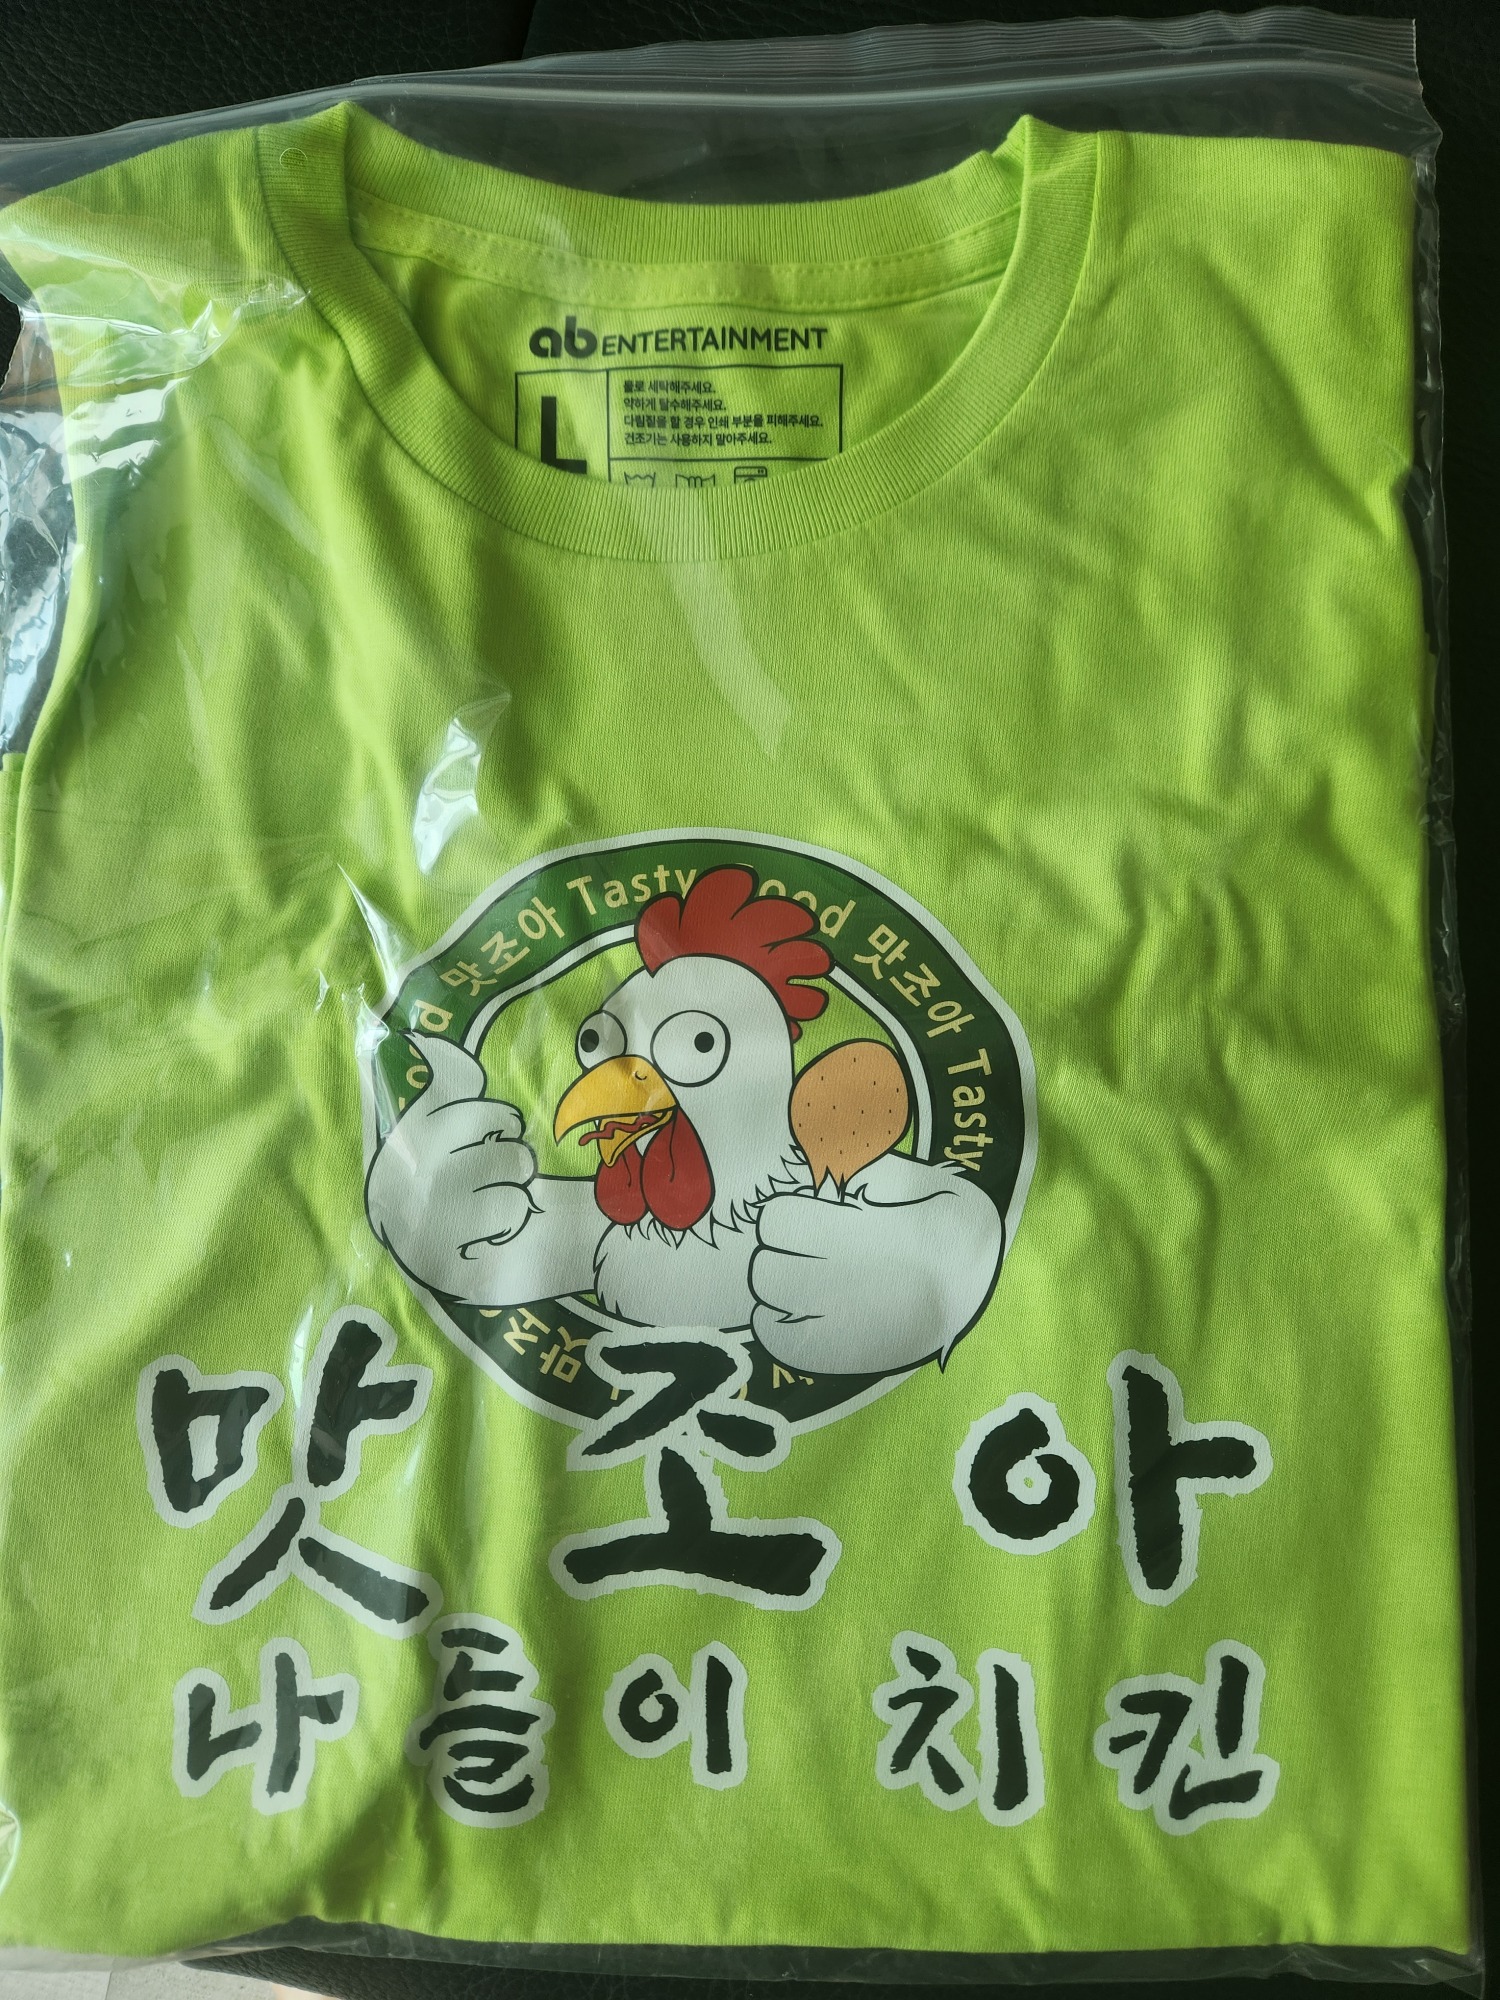 ab ENTERTAINMENT
L
물로 세탁해주세요.
약하게 탈수해주세요.
다림질을 할 경우 인쇄 부분을 피해주세요.
건조기는 사용하지 말아주세요.
맛조아 Tasty 맛조아 Tasty
맛조아
나들이 치킨